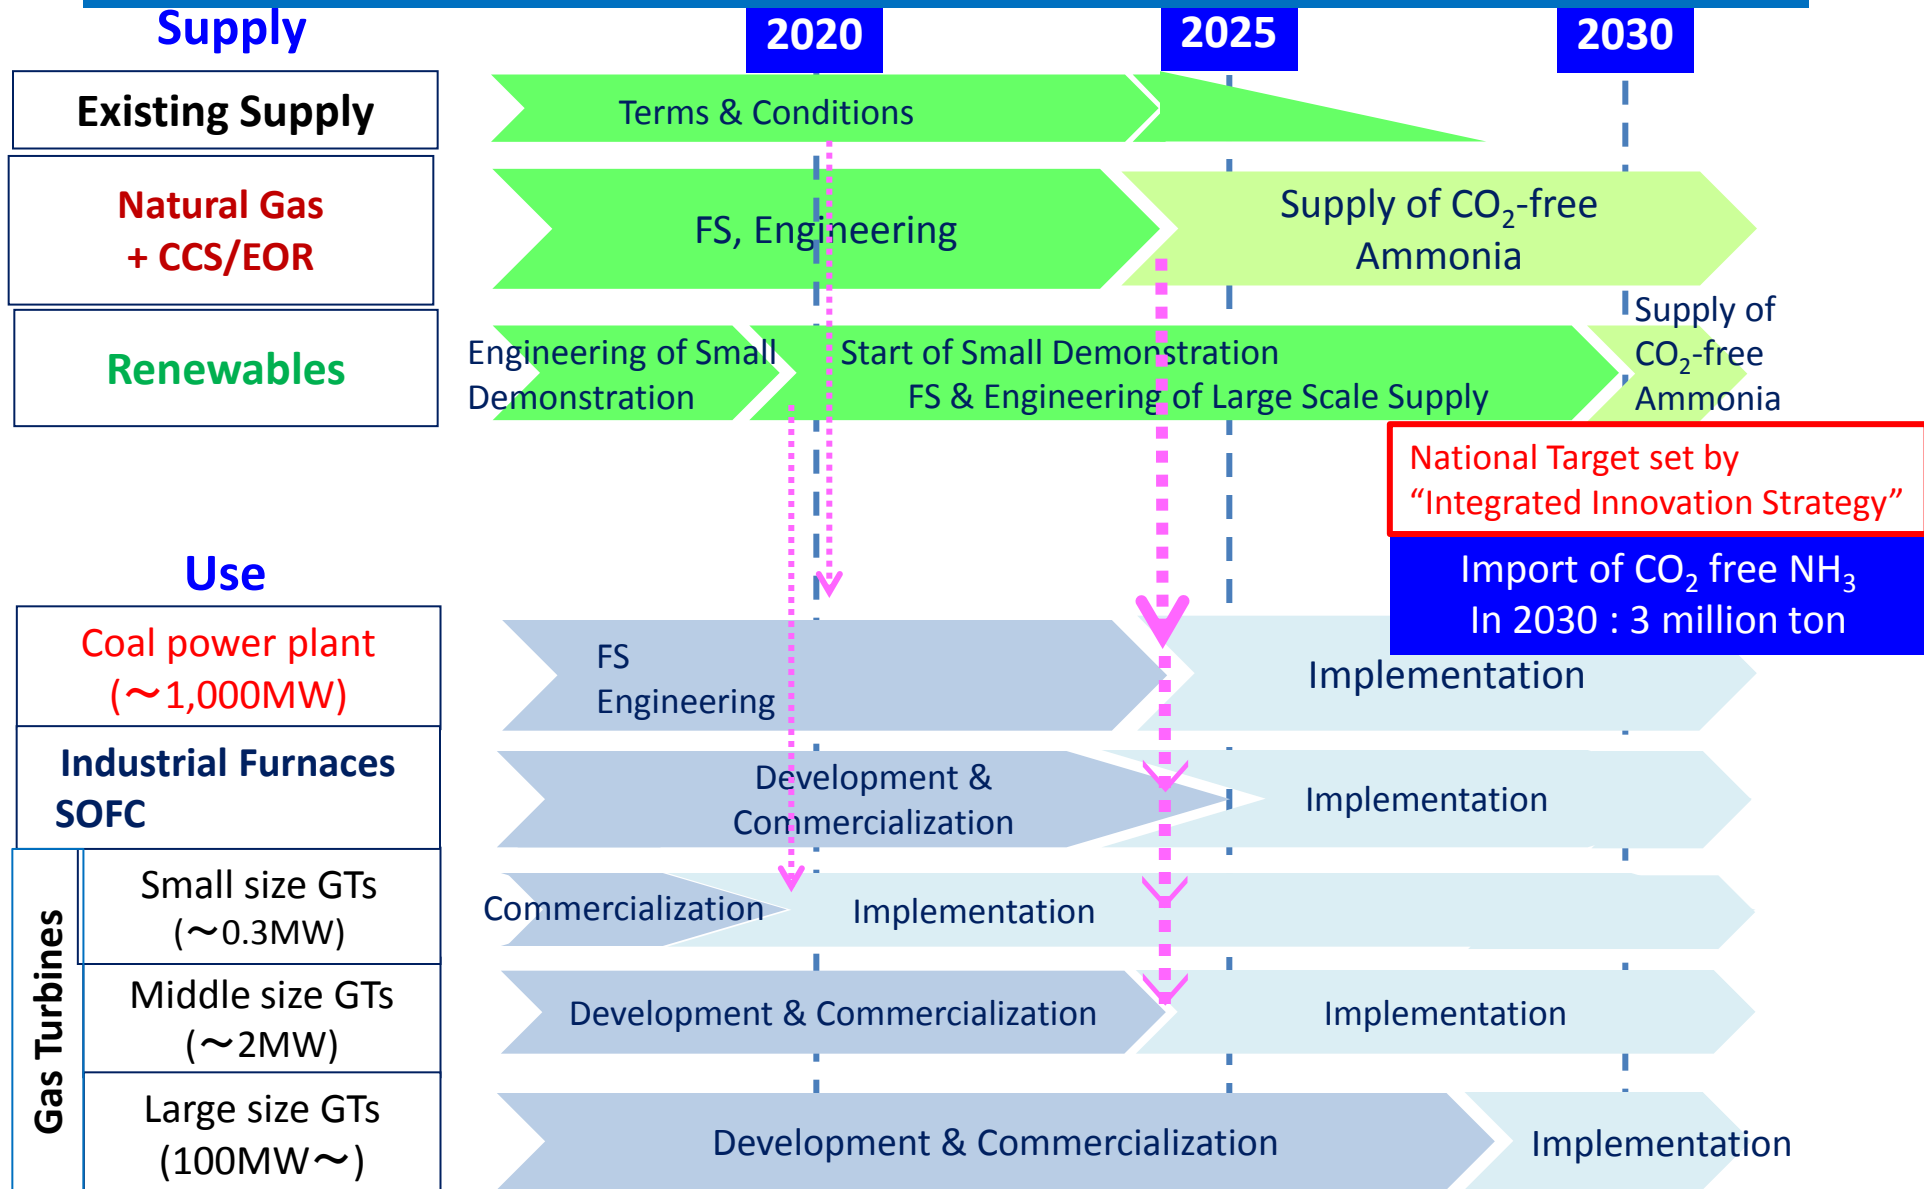 Supply
2020
2025
2030
Existing Supply
Terms & Conditions
Natural Gas
+ CCS/EOR
FS, Engineering
Supply of CO₂-free
Ammonia
Renewables
Engineering of Small
Demonstration
Start of Small Demonstration
FS & Engineering of Large Scale Supply
Supply of
CO₂-free
Ammonia
National Target set by
“Integrated Innovation Strategy”
Import of CO₂ free NH₃
In 2030 : 3 million ton
Use
Coal power plant
(～1,000MW)
FS
Engineering
Implementation
Industrial Furnaces
SOFC
Development &
Commercialization
Implementation
Gas Turbines
Small size GTs
(～0.3MW)
Commercialization
Implementation
Middle size GTs
(～2MW)
Development & Commercialization
Implementation
Large size GTs
(100MW～)
Development & Commercialization
Implementation